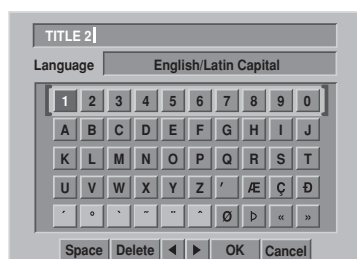 TITLE 2
Language English/Latin Capital
1 2 3 4 5 6 7 8 9 0
A B C D E F G H I J
K L M N O P Q R S T
U V W X Y Z ′ Æ Ç Ð
´ ° ` ~ ¨ ^ Ø Þ « »
Space Delete ◀ ▶ OK Cancel